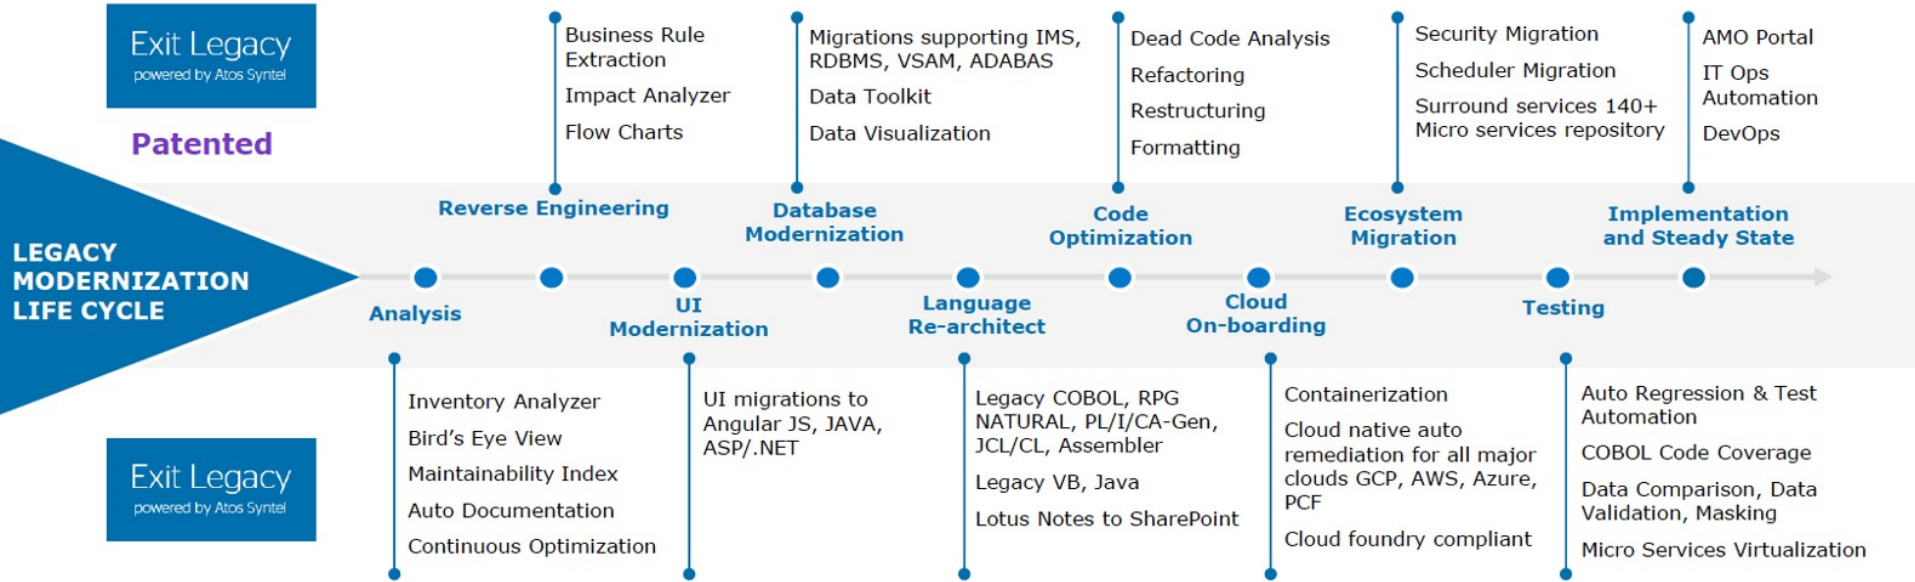 Exit Legacy
powered by Atos Syntel
Patented
LEGACY
MODERNIZATION
LIFE CYCLE
Business Rule
Extraction
Impact Analyzer
Flow Charts
Reverse Engineering
Migrations supporting IMS,
RDBMS, VSAM, ADABAS
Data Toolkit
Data Visualization
Database
Modernization
Dead Code Analysis
Refactoring
Restructuring
Formatting
Code
Optimization
Security Migration
Scheduler Migration
Surround services 140+
Micro services repository
Ecosystem
Migration
AMO Portal
IT Ops
Automation
DevOps
Implementation
and Steady State
Analysis
Inventory Analyzer
Bird’s Eye View
Maintainability Index
Auto Documentation
Continuous Optimization
UI
Modernization
UI migrations to
Angular JS, JAVA,
ASP/.NET
Language
Re-architect
Legacy COBOL, RPG
NATURAL, PL/I/CA-Gen,
JCL/CL, Assembler
Legacy VB, Java
Lotus Notes to SharePoint
Cloud
On-boarding
Containerization
Cloud native auto
remediation for all major
clouds GCP, AWS, Azure,
PCF
Cloud foundry compliant
Testing
Auto Regression & Test
Automation
COBOL Code Coverage
Data Comparison, Data
Validation, Masking
Micro Services Virtualization
Exit Legacy
powered by Atos Syntel